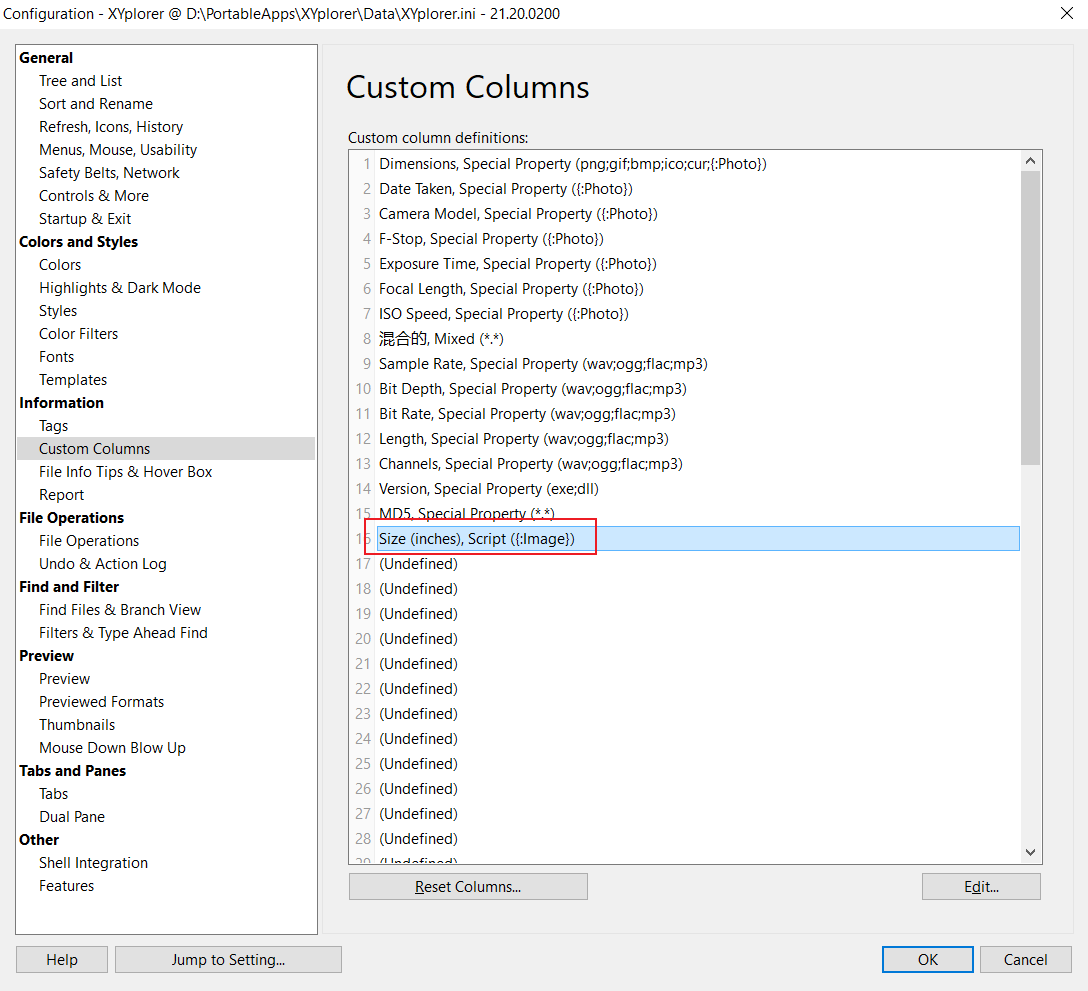 Configuration - XYplorer @ D:\PortableApps\XYplorer\Data\XYplorer.ini - 21.20.0200
General
Tree and List
Sort and Rename
Refresh, Icons, History
Menus, Mouse, Usability
Safety Belts, Network
Controls & More
Startup & Exit
Colors and Styles
Colors
Highlights & Dark Mode
Styles
Color Filters
Fonts
Templates
Information
Tags
Custom Columns
File Info Tips & Hover Box
Report
File Operations
File Operations
Undo & Action Log
Find and Filter
Find Files & Branch View
Filters & Type Ahead Find
Preview
Preview
Previewed Formats
Thumbnails
Mouse Down Blow Up
Tabs and Panes
Tabs
Dual Pane
Other
Shell Integration
Features
Custom Columns
Custom column definitions:
1 Dimensions, Special Property (png;gif;bmp;ico;cur;{:Photo})
2 Date Taken, Special Property ({:Photo})
3 Camera Model, Special Property ({:Photo})
4 F-Stop, Special Property ({:Photo})
5 Exposure Time, Special Property ({:Photo})
6 Focal Length, Special Property ({:Photo})
7 ISO Speed, Special Property ({:Photo})
8 混合的, Mixed (*.*)
9 Sample Rate, Special Property (wav;ogg;flac;mp3)
10 Bit Depth, Special Property (wav;ogg;flac;mp3)
11 Bit Rate, Special Property (wav;ogg;flac;mp3)
12 Length, Special Property (wav;ogg;flac;mp3)
13 Channels, Special Property (wav;ogg;flac;mp3)
14 Version, Special Property (exe;dll)
15 MD5, Special Property (*.*)
16 Size (inches), Script ({:Image})
17 (Undefined)
18 (Undefined)
19 (Undefined)
20 (Undefined)
21 (Undefined)
22 (Undefined)
23 (Undefined)
24 (Undefined)
25 (Undefined)
26 (Undefined)
27 (Undefined)
28 (Undefined)
29 (Undefined)
Reset Columns... Edit...
Help Jump to Setting... OK Cancel